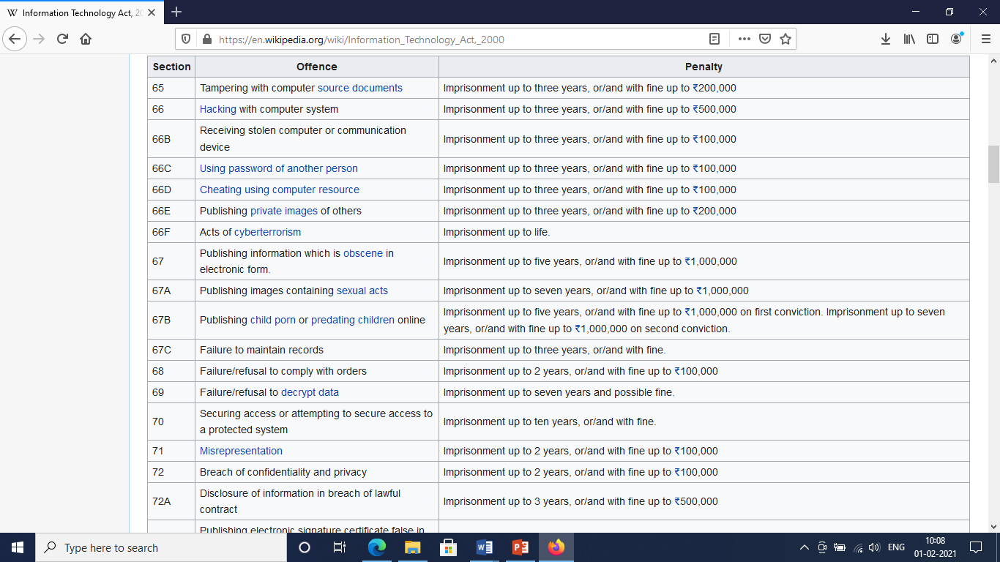 Information Technology Act, 20
https://en.wikipedia.org/wiki/Information_Technology_Act,_2000
Section Offence Penalty
65 Tampering with computer source documents Imprisonment up to three years, or/and with fine up to ₹200,000
66 Hacking with computer system Imprisonment up to three years, or/and with fine up to ₹500,000
66B Receiving stolen computer or communication
device Imprisonment up to three years, or/and with fine up to ₹100,000
66C Using password of another person Imprisonment up to three years, or/and with fine up to ₹100,000
66D Cheating using computer resource Imprisonment up to three years, or/and with fine up to ₹100,000
66E Publishing private images of others Imprisonment up to three years, or/and with fine up to ₹200,000
66F Acts of cyberterrorism Imprisonment up to life.
67 Publishing information which is obscene in
electronic form. Imprisonment up to five years, or/and with fine up to ₹1,000,000
67A Publishing images containing sexual acts Imprisonment up to seven years, or/and with fine up to ₹1,000,000
67B Publishing child porn or predating children online Imprisonment up to five years, or/and with fine up to ₹1,000,000 on first conviction. Imprisonment up to seven
years, or/and with fine up to ₹1,000,000 on second conviction.
67C Failure to maintain records Imprisonment up to three years, or/and with fine.
68 Failure/refusal to comply with orders Imprisonment up to 2 years, or/and with fine up to ₹100,000
69 Failure/refusal to decrypt data Imprisonment up to seven years and possible fine.
70 Securing access or attempting to secure access to
a protected system Imprisonment up to ten years, or/and with fine.
71 Misrepresentation Imprisonment up to 2 years, or/and with fine up to ₹100,000
72 Breach of confidentiality and privacy Imprisonment up to 2 years, or/and with fine up to ₹100,000
72A Disclosure of information in breach of lawful
contract Imprisonment up to 3 years, or/and with fine up to ₹500,000
Publishing electronic signature certificate false in
Type here to search
ENG
10:08
01-02-2021